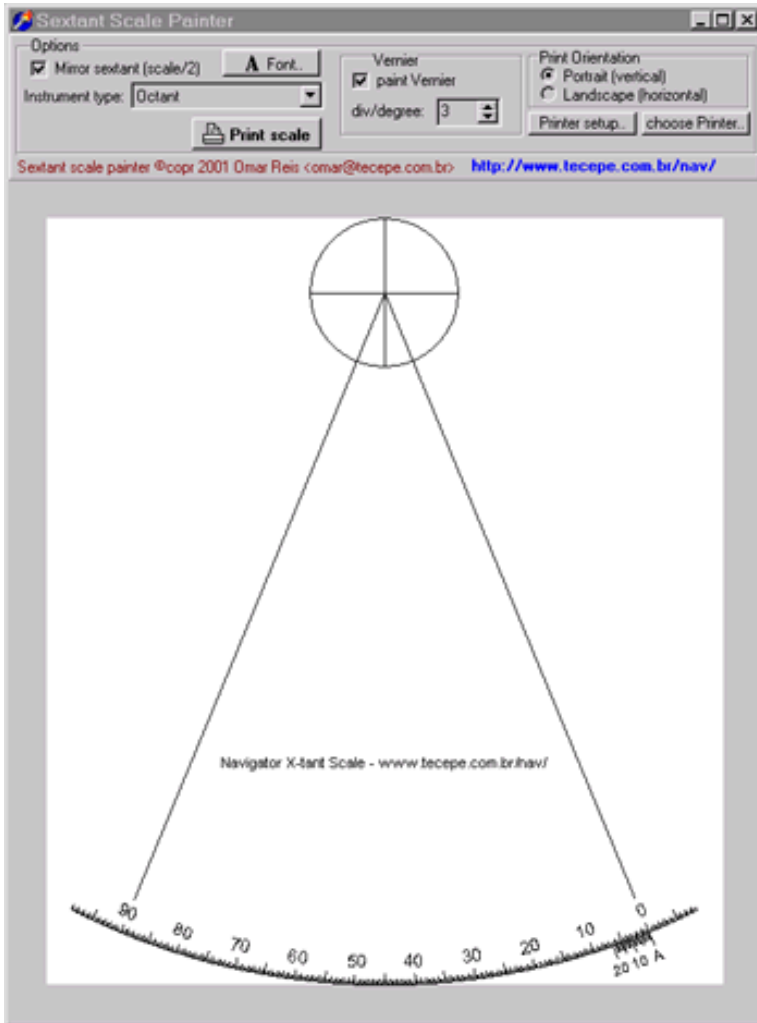 Sextant Scale Painter
Options
Mirror sextant (scale/2)
A Font..
Instrument type: Octant
Print scale
Vernier
paint Vernier
div/degree: 3
Print Orientation
Portrait (vertical)
Landscape (horizontal)
Printer setup..
choose Printer..
Sextant scale painter ©copr 2001 Omar Reis <omar@tecepe.com.br> http://www.tecepe.com.br/nav/
Navigator X-tant Scale - www.tecepe.com.br/nav/
90 80 70 60 50 40 30 20 10 0
20 10 A